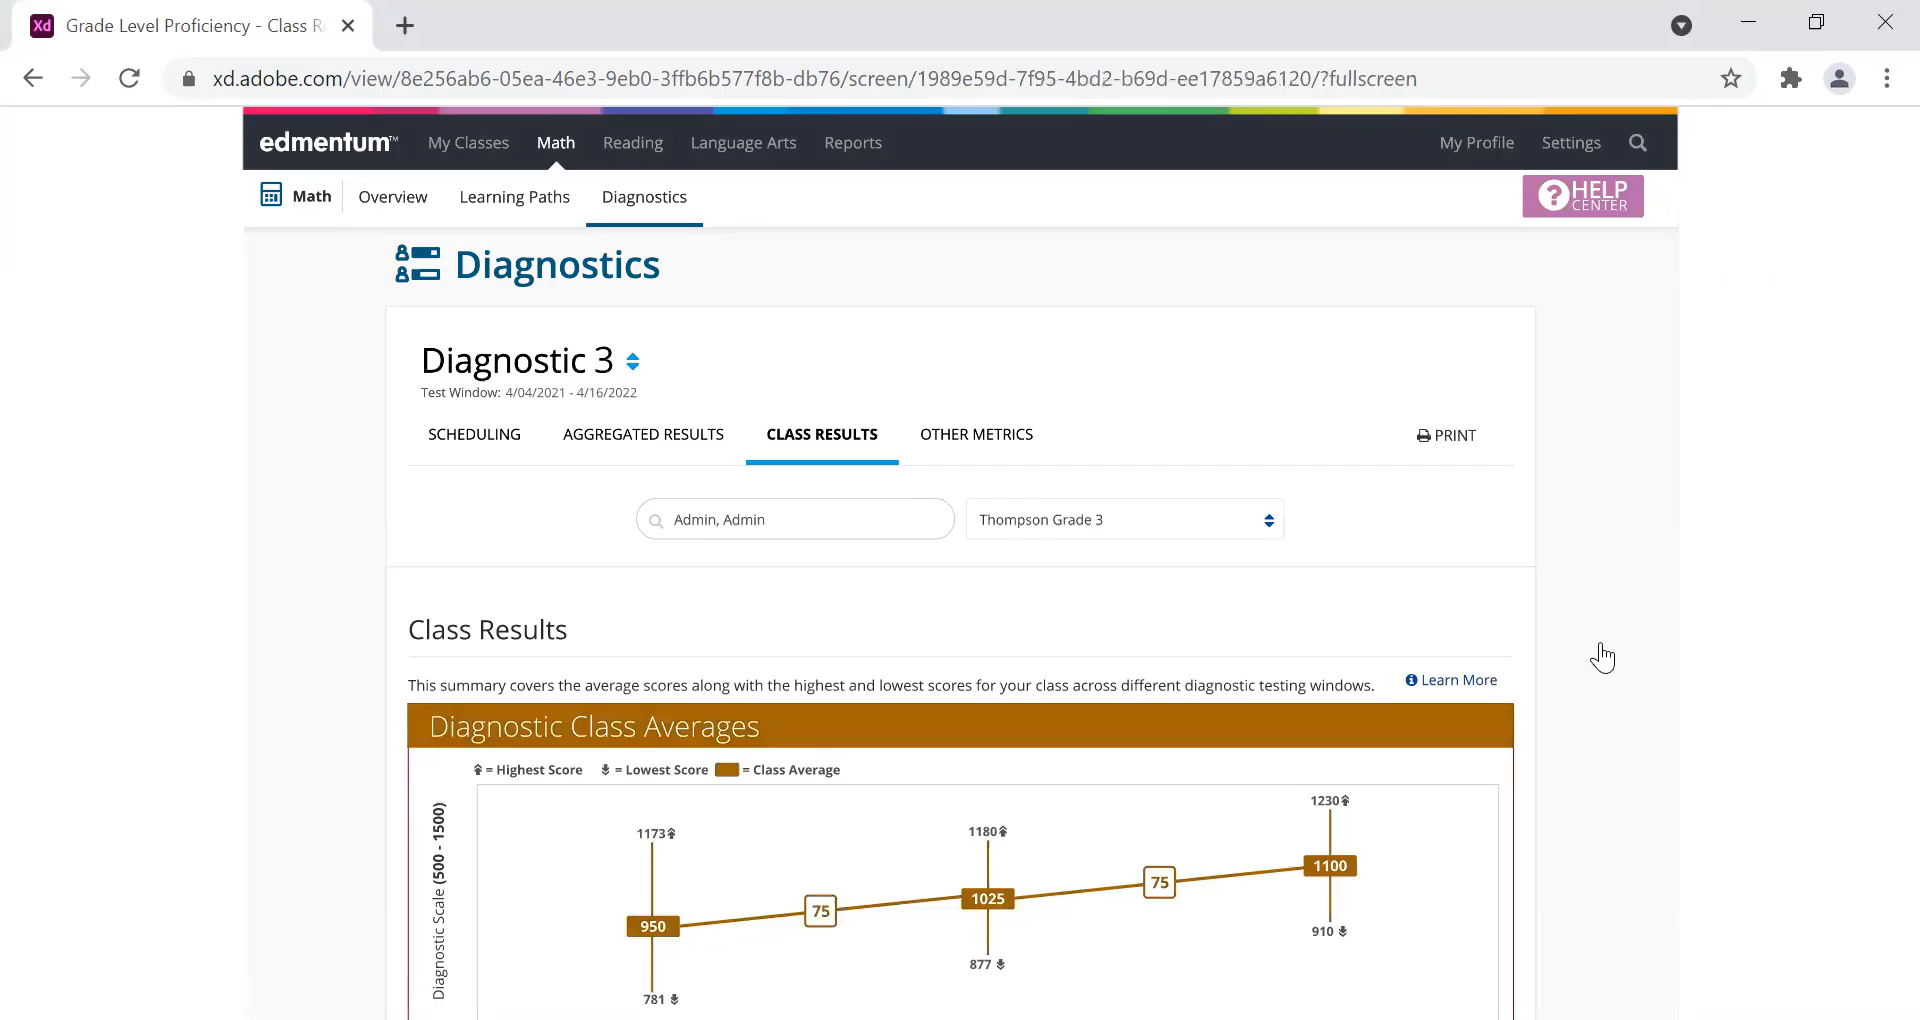 Xd Grade Level Proficiency - Class R
xd.adobe.com/view/8e256ab6-05ea-46e3-9eb0-3ffb6b577f8b-db76/screen/1989e59d-7f95-4bd2-b69d-ee17859a6120/?fullscreen
edmentum™ My Classes Math Reading Language Arts Reports My Profile Settings
Math Overview Learning Paths Diagnostics ? HELP CENTER
Diagnostics
Diagnostic 3
Test Window: 4/04/2021 - 4/16/2022
SCHEDULING AGGREGATED RESULTS CLASS RESULTS OTHER METRICS PRINT
Admin, Admin Thompson Grade 3
Class Results
This summary covers the average scores along with the highest and lowest scores for your class across different diagnostic testing windows. Learn More
Diagnostic Class Averages
= Highest Score = Lowest Score = Class Average
Diagnostic Scale (500 - 1500)
1173 1180 1230
950 75 1025 75 1100
781 877 910